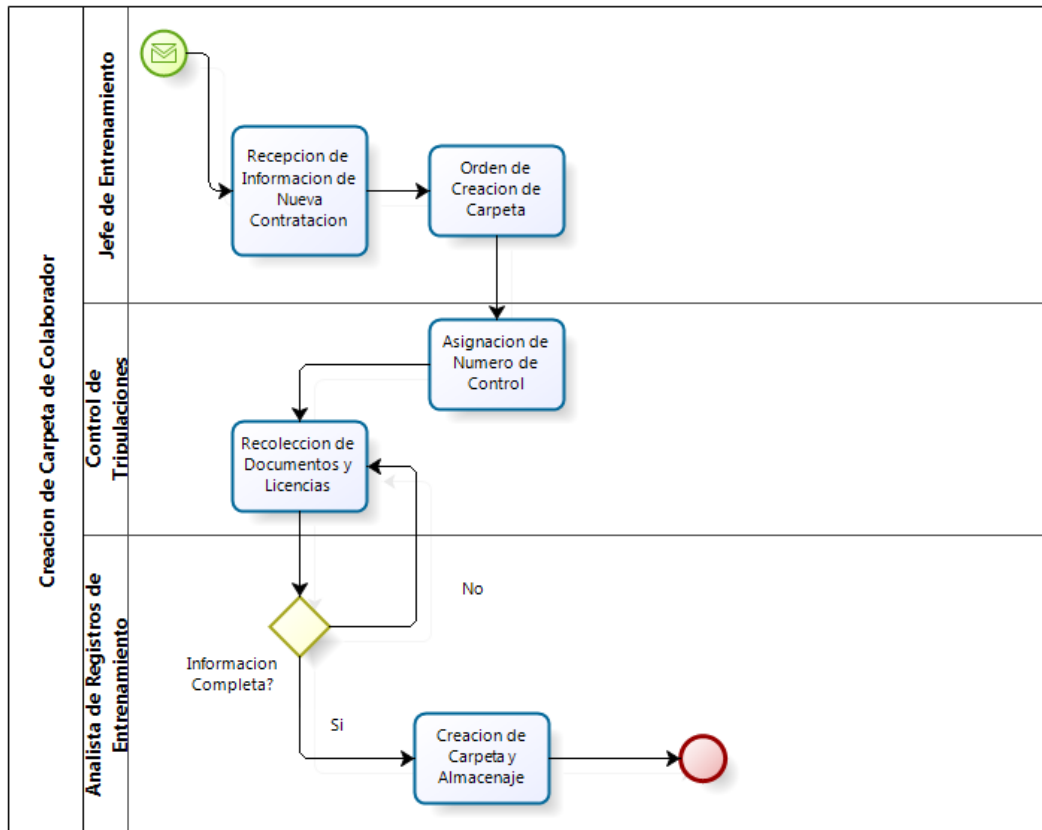 Creacion de Carpeta de Colaborador
Jefe de Entrenamiento
Recepcion de
Informacion de
Nueva
Contratacion
Orden de
Creacion de
Carpeta
Control de
Tripulaciones
Asignacion de
Numero de
Control
Recoleccion de
Documentos y
Licencias
Analista de Registros de
Entrenamiento
No
Informacion
Completa?
Si
Creacion de
Carpeta y
Almacenaje